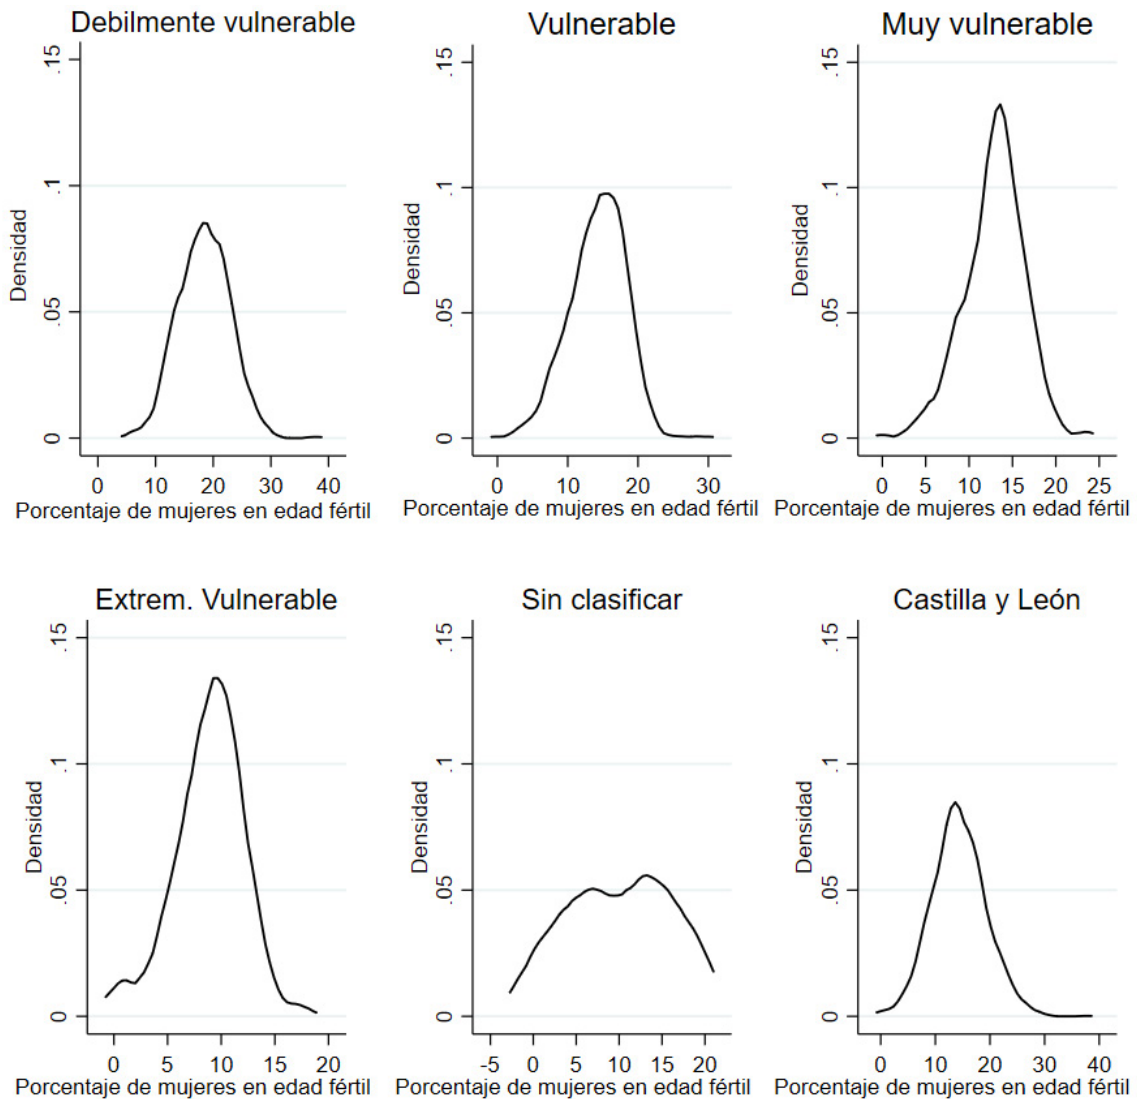 Debilmente vulnerable
Densidad
0 .05 .1 .15
0 10 20 30 40
Porcentaje de mujeres en edad fértil
Vulnerable
Densidad
0 .05 .1 .15
0 10 20 30
Porcentaje de mujeres en edad fértil
Muy vulnerable
Densidad
0 .05 .1 .15
0 5 10 15 20 25
Porcentaje de mujeres en edad fértil
Extrem. Vulnerable
Densidad
0 .05 .1 .15
0 5 10 15 20
Porcentaje de mujeres en edad fértil
Sin clasificar
Densidad
0 .05 .1 .15
-5 0 5 10 15 20
Porcentaje de mujeres en edad fértil
Castilla y León
Densidad
0 .05 .1 .15
0 10 20 30 40
Porcentaje de mujeres en edad fértil